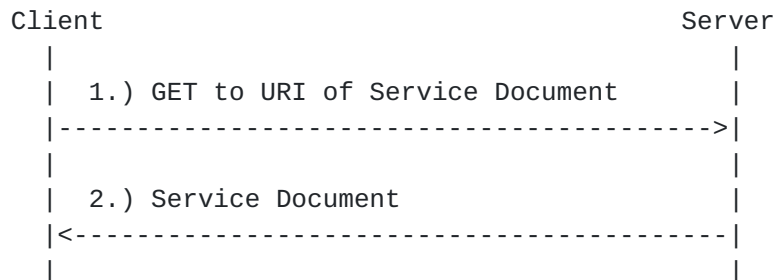 Client                                     Server
  |                                            |
  |  1.) GET to URI of Service Document        |
  |------------------------------------------>|
  |                                            |
  |  2.) Service Document                      |
  |<------------------------------------------|
  |                                            |